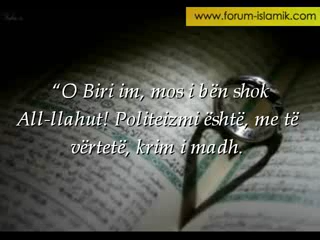 www.forum-islamik.com
“O Biri im, mos i bën shok
All-llahut! Politeizmi është, me të
vërtetë, krim i madh.